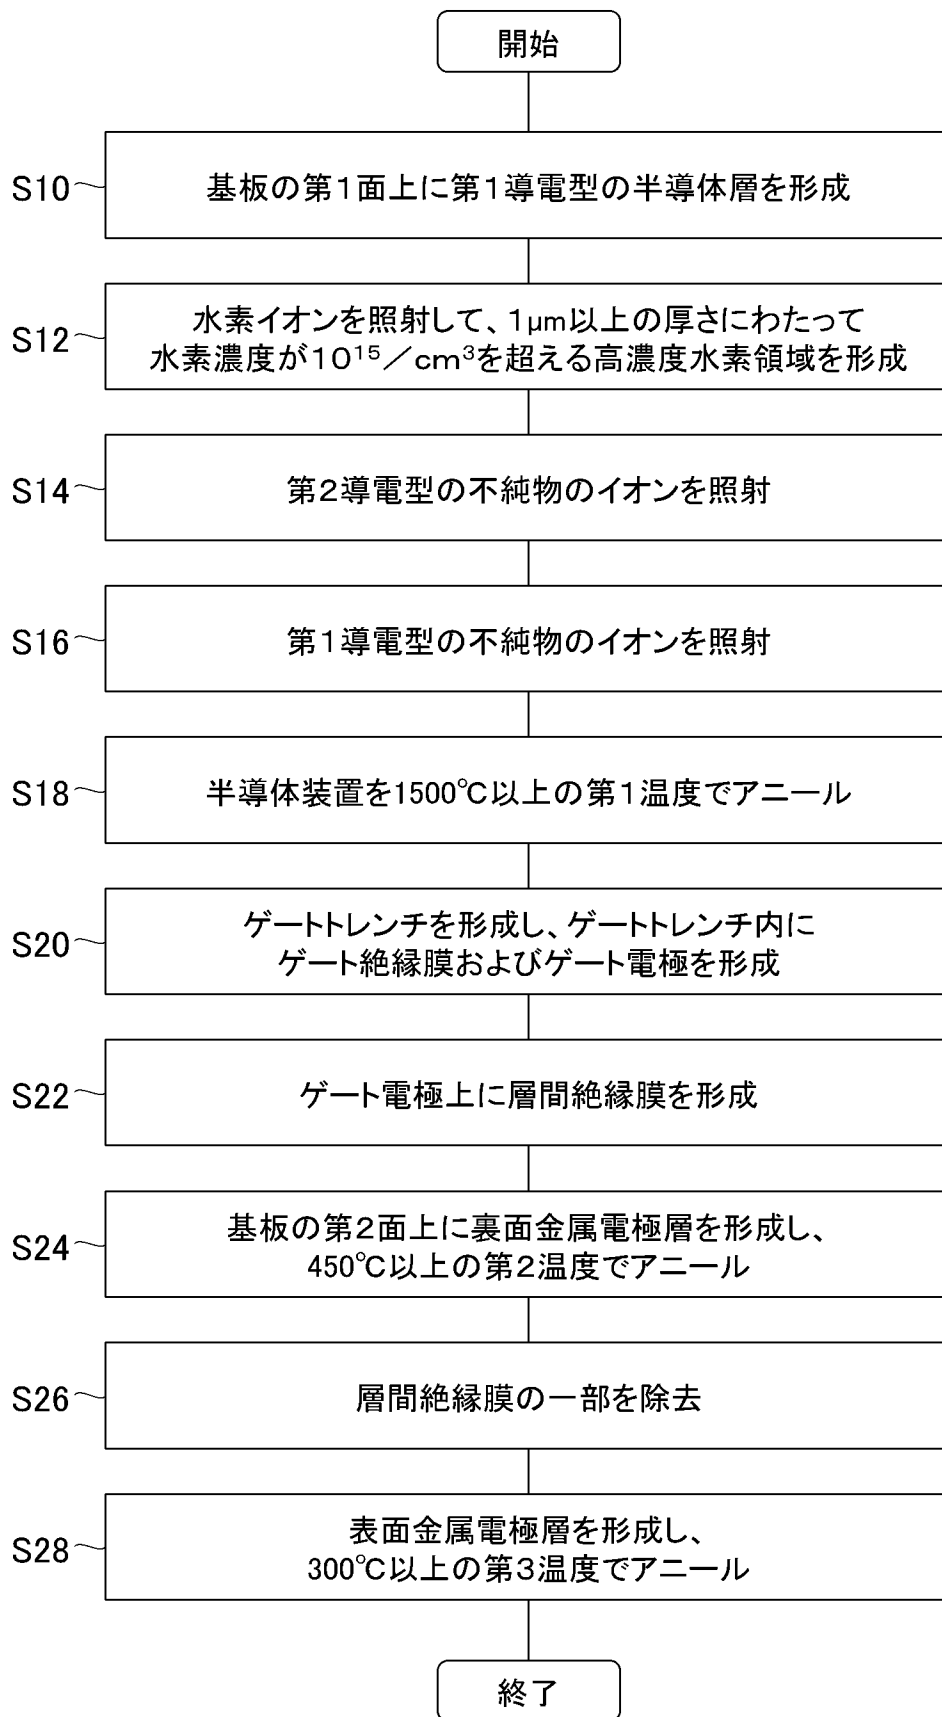 開始
S10
基板の第1面上に第1導電型の半導体層を形成
S12
水素イオンを照射して、1μm以上の厚さにわたって
水素濃度が10¹⁵/cm³を超える高濃度水素領域を形成
S14
第2導電型の不純物のイオンを照射
S16
第1導電型の不純物のイオンを照射
S18
半導体装置を1500℃以上の第1温度でアニール
S20
ゲートトレンチを形成し、ゲートトレンチ内に
ゲート絶縁膜およびゲート電極を形成
S22
ゲート電極上に層間絶縁膜を形成
S24
基板の第2面上に裏面金属電極層を形成し、
450℃以上の第2温度でアニール
S26
層間絶縁膜の一部を除去
S28
表面金属電極層を形成し、
300℃以上の第3温度でアニール
終了